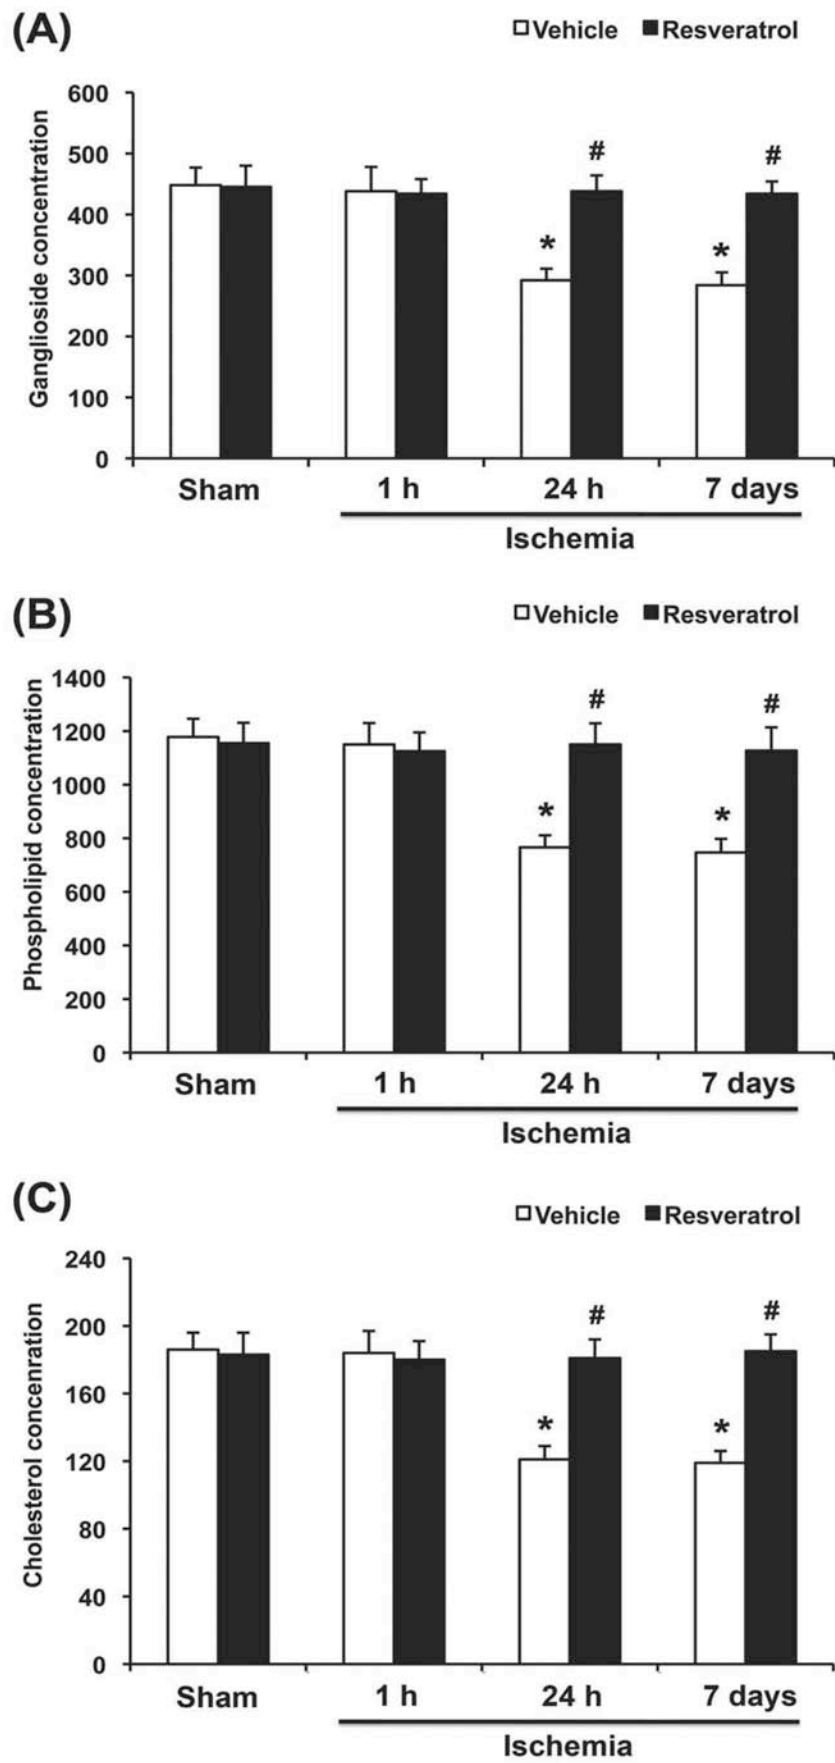 (A)
Vehicle Resveratrol
Ganglioside concentration
600
500
400
300
200
100
0
# #
* *
Sham 1 h 24 h 7 days
Ischemia
(B)
Vehicle Resveratrol
Phospholipid concentration
1400
1200
1000
800
600
400
200
0
# #
* *
Sham 1 h 24 h 7 days
Ischemia
(C)
Vehicle Resveratrol
Cholesterol concenration
240
200
160
120
80
40
0
# #
* *
Sham 1 h 24 h 7 days
Ischemia